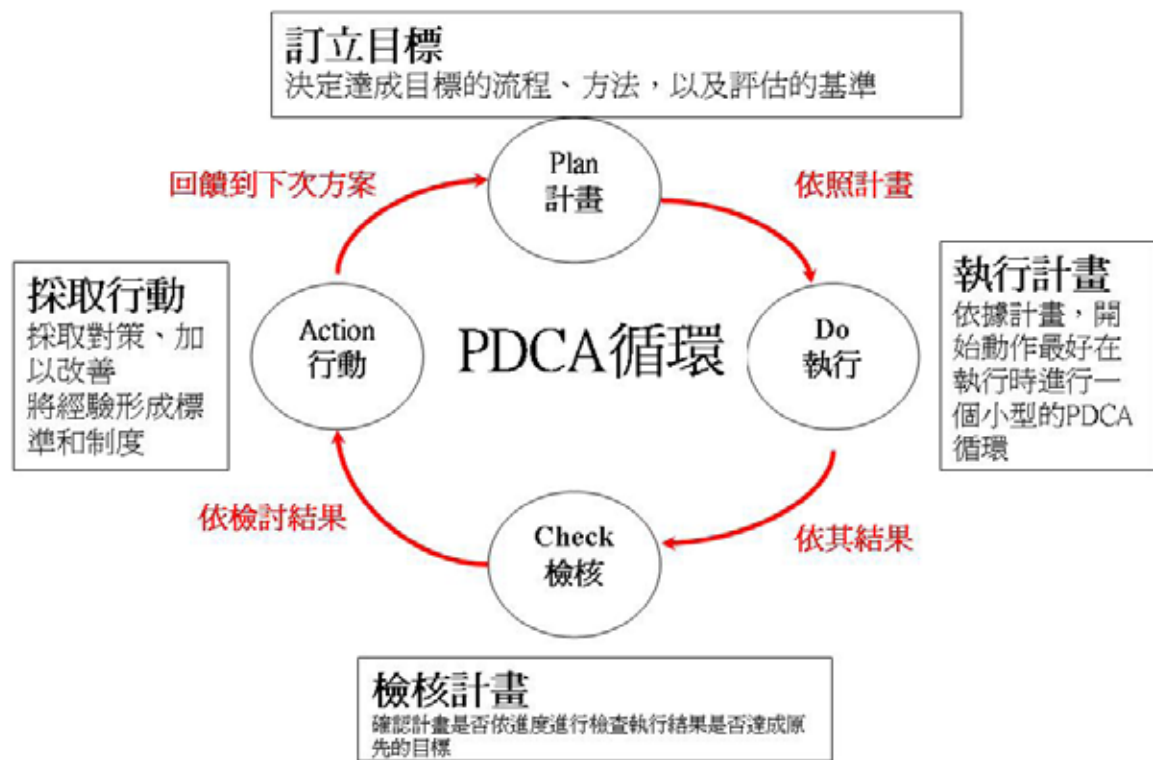 訂立目標
決定達成目標的流程、方法，以及評估的基準
Plan
計畫
回饋到下次方案
依照計畫
採取行動
採取對策、加
以改善
將經驗形成標
準和制度
Action
行動
PDCA循環
Do
執行
執行計畫
依據計畫，開
始動作最好在
執行時進行一
個小型的PDCA
循環
依檢討結果
Check
檢核
依其結果
檢核計畫
確認計畫是否依進度進行檢查執行結果是否達成原
先的目標